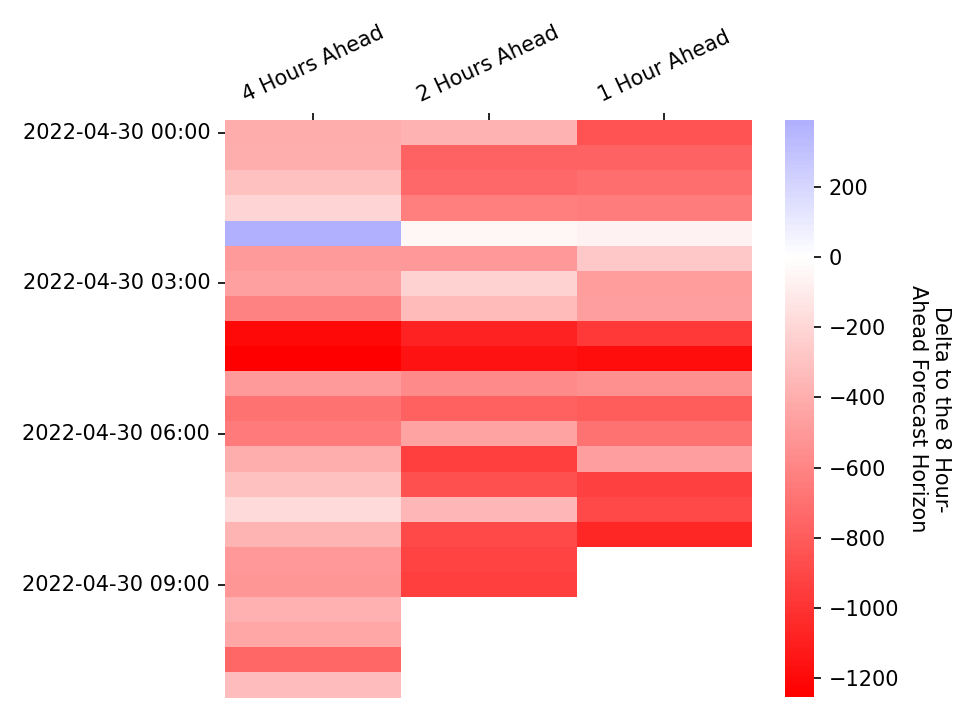 4 Hours Ahead
2 Hours Ahead
1 Hour Ahead
2022-04-30 00:00
2022-04-30 03:00
2022-04-30 06:00
2022-04-30 09:00
200
0
−200
−400
−600
−800
−1000
−1200
Delta to the 8 Hour-
Ahead Forecast Horizon